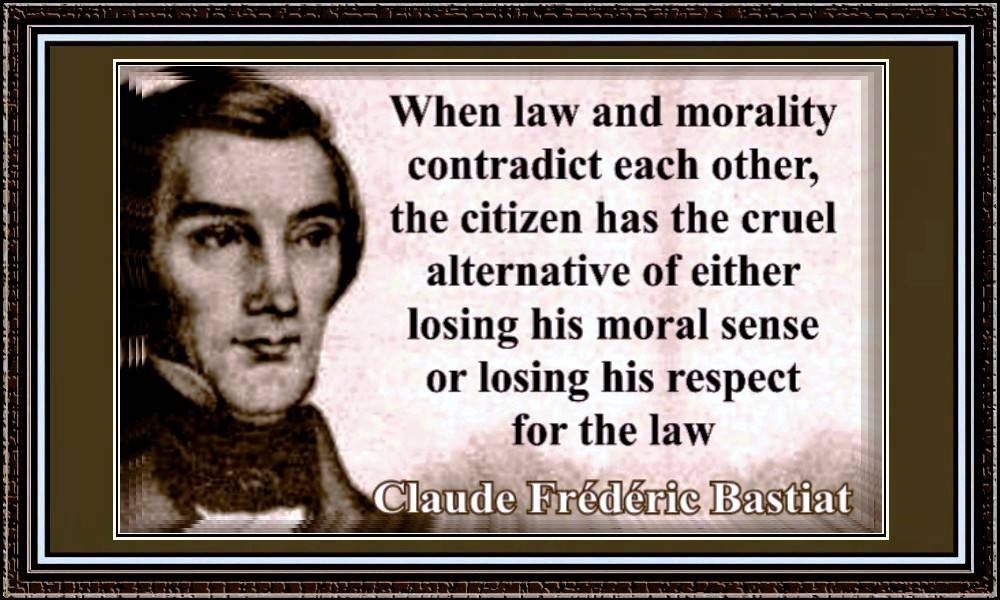 When law and morality
contradict each other,
the citizen has the cruel
alternative of either
losing his moral sense
or losing his respect
for the law
Claude Frédéric Bastiat